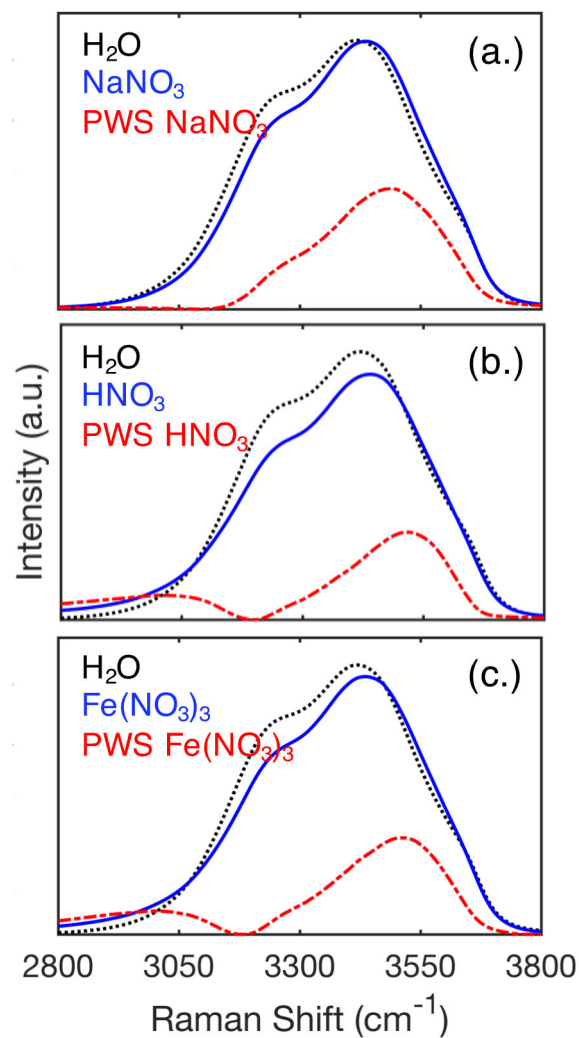 H₂O
NaNO₃
PWS NaNO₃
(a.)
H₂O
HNO₃
PWS HNO₃
(b.)
Intensity (a.u.)
H₂O
Fe(NO₃)₃
PWS Fe(NO₃)₃
(c.)
2800 3050 3300 3550 3800
Raman Shift (cm⁻¹)